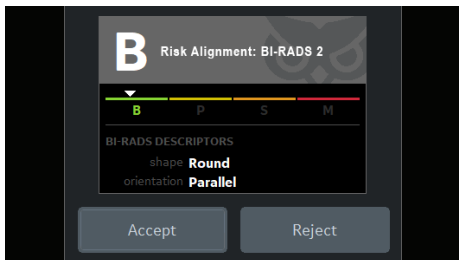 B Risk Alignment: BI-RADS 2
B P S M
BI-RADS DESCRIPTORS
shape Round
orientation Parallel
Accept Reject